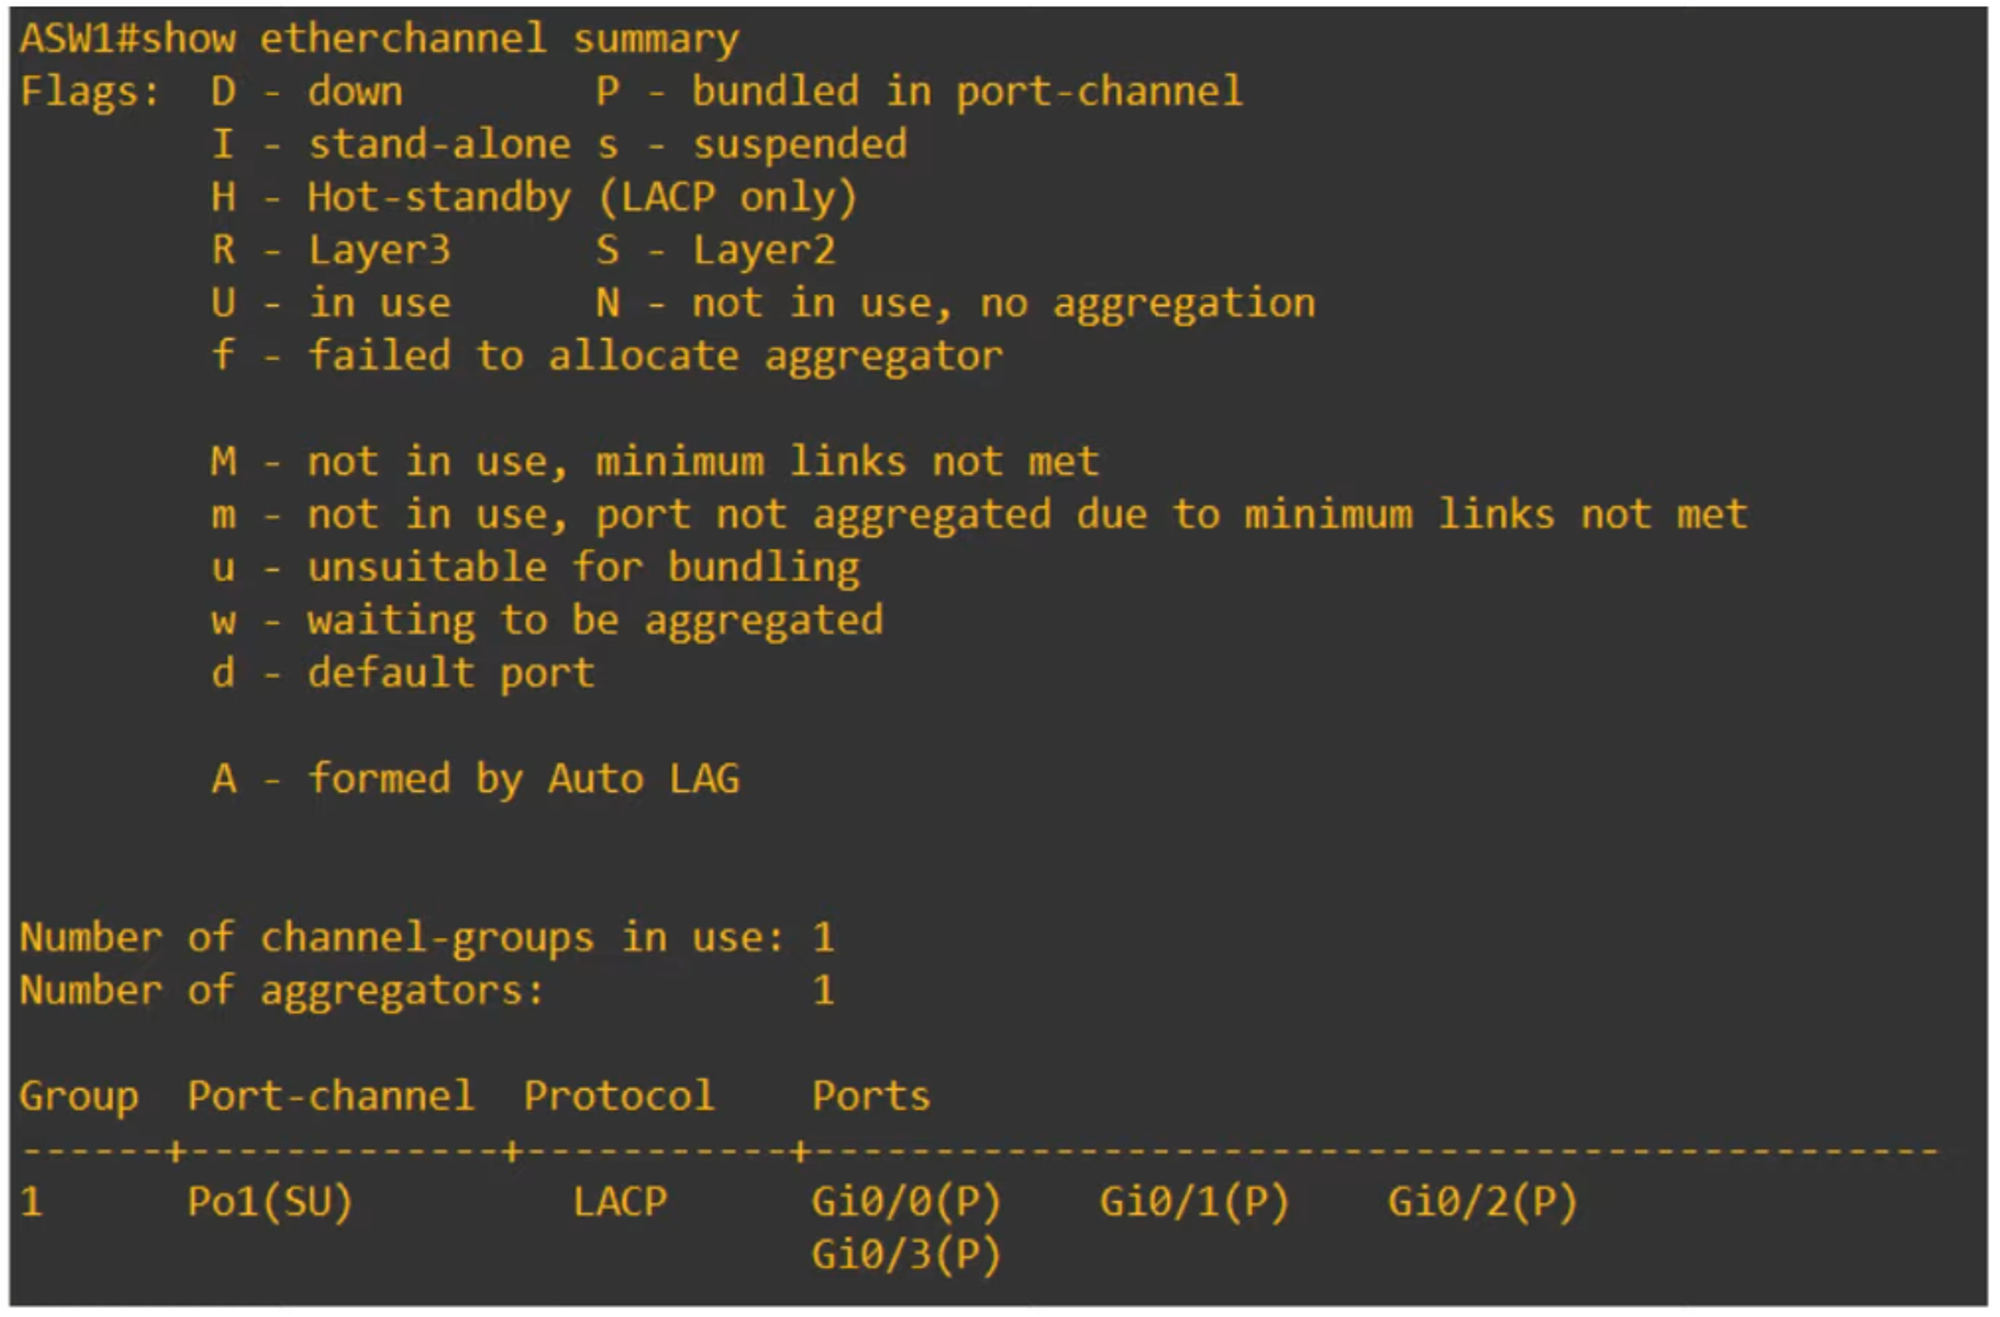 ASW1#show etherchannel summary
Flags:  D - down        P - bundled in port-channel
        I - stand-alone s - suspended
        H - Hot-standby (LACP only)
        R - Layer3      S - Layer2
        U - in use      N - not in use, no aggregation
        f - failed to allocate aggregator
        M - not in use, minimum links not met
        m - not in use, port not aggregated due to minimum links not met
        u - unsuitable for bundling
        w - waiting to be aggregated
        d - default port
        A - formed by Auto LAG
Number of channel-groups in use: 1
Number of aggregators:           1
Group  Port-channel  Protocol    Ports
------+-------------+-----------+-----------------------------------------------
1      Po1(SU)         LACP      Gi0/0(P)    Gi0/1(P)    Gi0/2(P)
                                 Gi0/3(P)